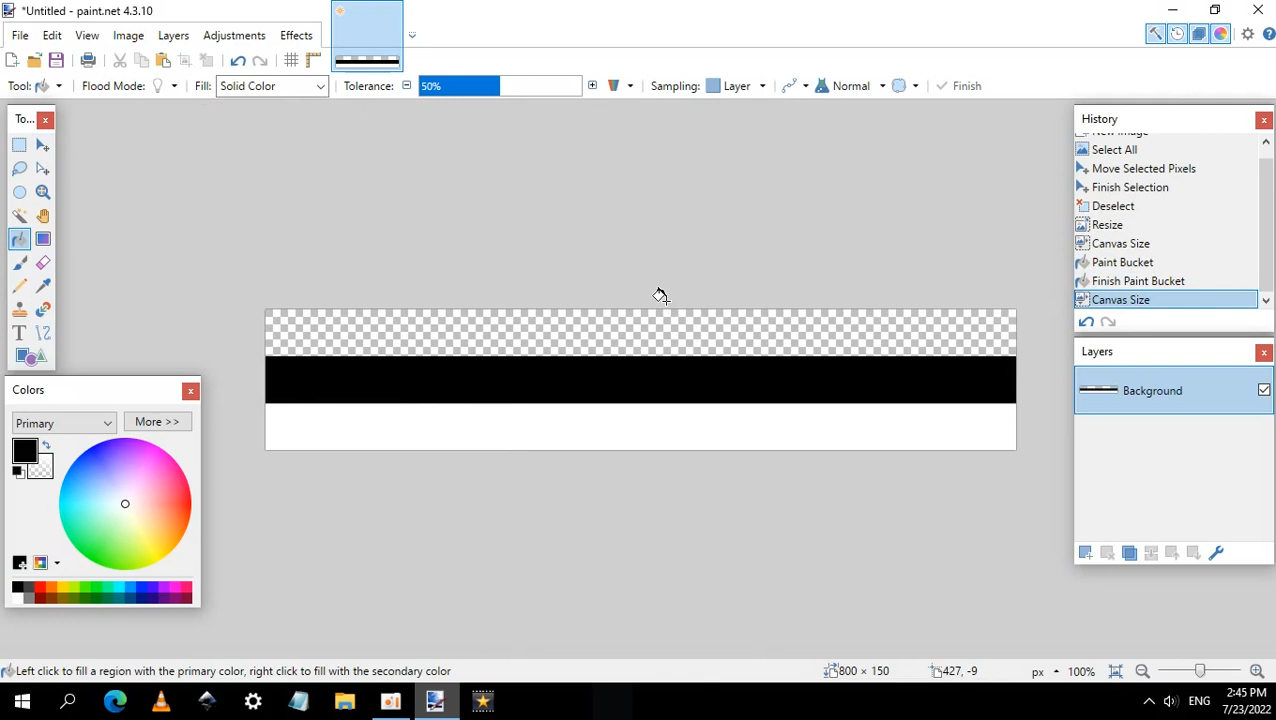 *Untitled - paint.net 4.3.10
File Edit View Image Layers Adjustments Effects
Tool: Flood Mode: Fill: Solid Color Tolerance: 50% Sampling: Layer Normal Finish
To...
History
New Image
Select All
Move Selected Pixels
Finish Selection
Deselect
Resize
Canvas Size
Paint Bucket
Finish Paint Bucket
Canvas Size
Layers
Background
Colors
Primary
More >>
Left click to fill a region with the primary color, right click to fill with the secondary color
800 × 150
427, -9
px
100%
ENG
2:45 PM
7/23/2022